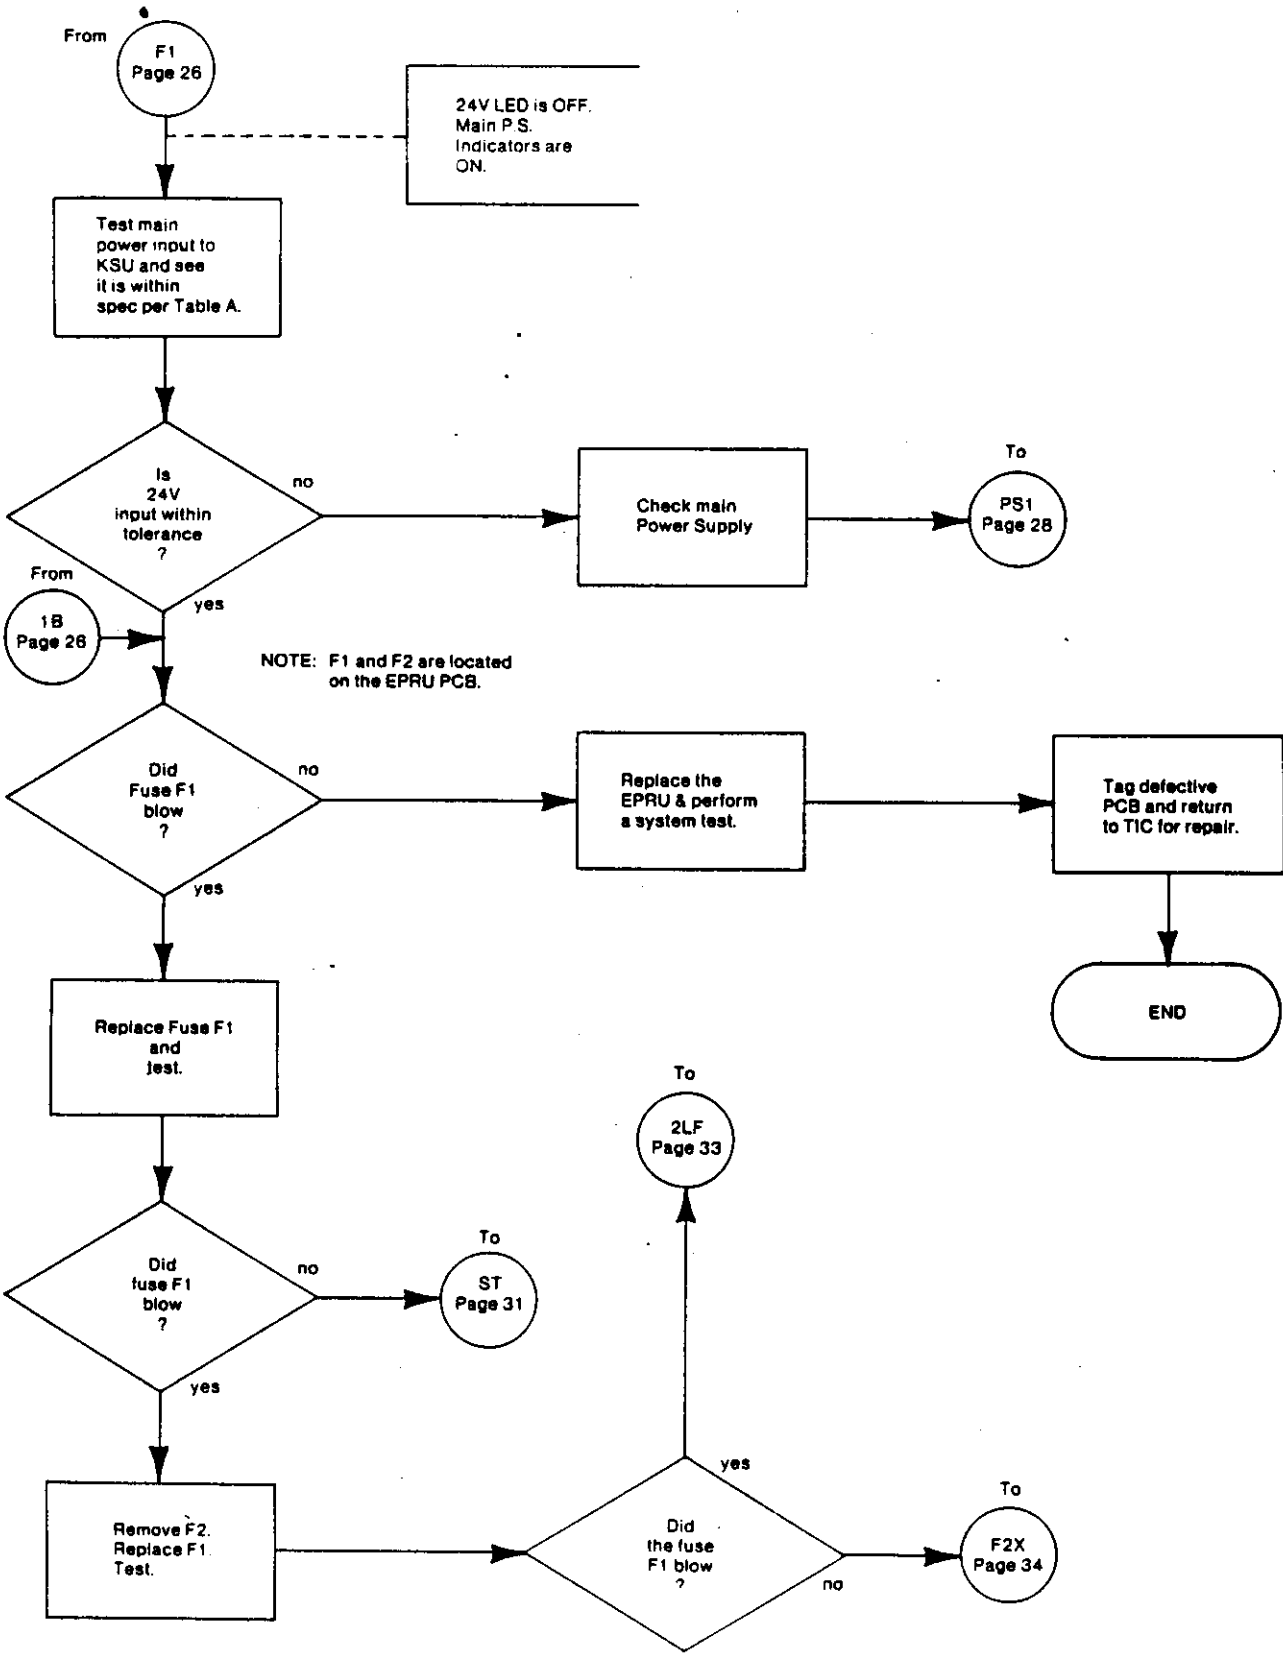 From
F1
Page 26
24V LED is OFF.
Main P.S.
Indicators are
ON.
Test main
power input to
KSU and see
it is within
spec per Table A.
Is
24V
input within
tolerance
?
no
Check main
Power Supply
To
PS1
Page 28
yes
From
1B
Page 26
NOTE: F1 and F2 are located
on the EPRU PCB.
Did
Fuse F1
blow
?
no
Replace the
EPRU & perform
a system test.
Tag defective
PCB and return
to TIC for repair.
END
yes
Replace Fuse F1
and
test.
Did
fuse F1
blow
?
no
To
ST
Page 31
yes
Remove F2.
Replace F1.
Test.
Did
the fuse
F1 blow
?
yes
To
2LF
Page 33
no
To
F2X
Page 34